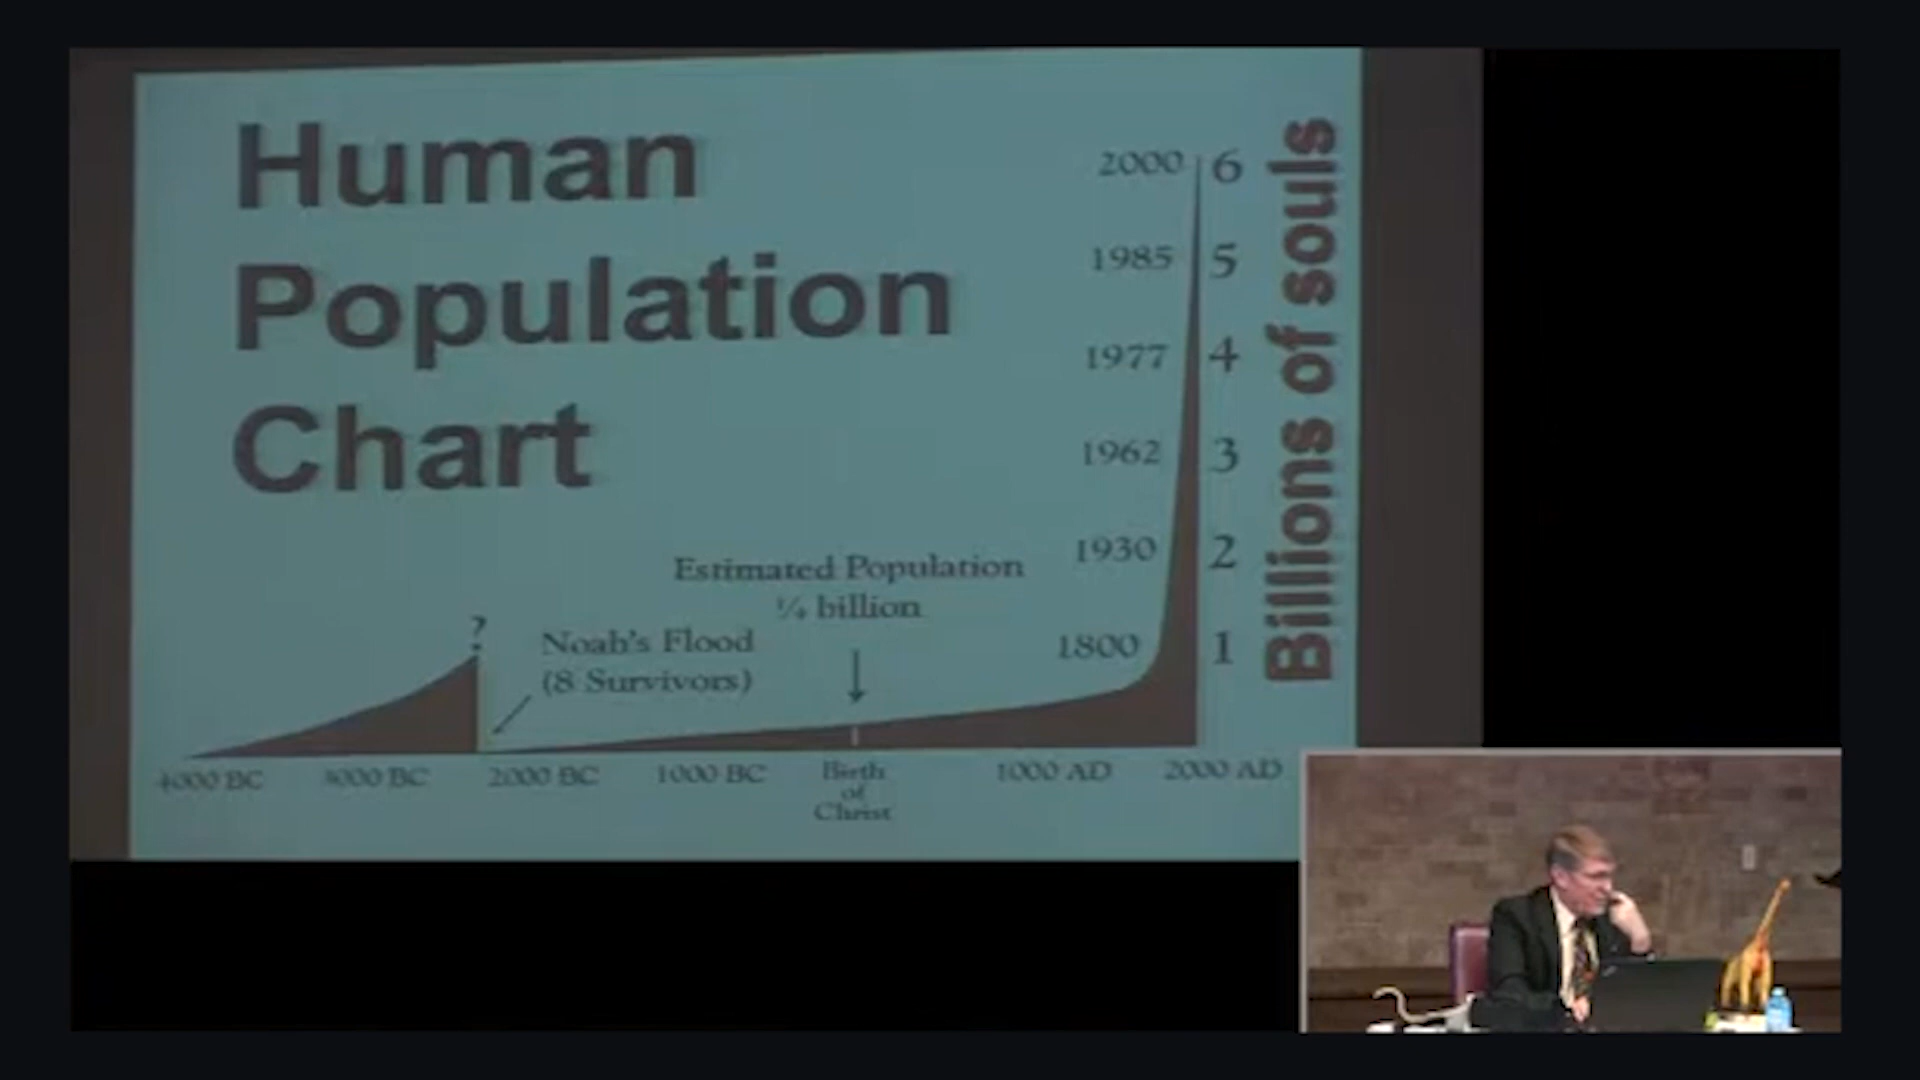 Human
Population
Chart
2000 6
1985 5
1977 4
1962 3
1930 2
1800 1
Billions of souls
Estimated Population
¼ billion
?
Noah's Flood
(8 Survivors)
4000 BC 3000 BC 2000 BC 1000 BC Birth of Christ 1000 AD 2000 AD